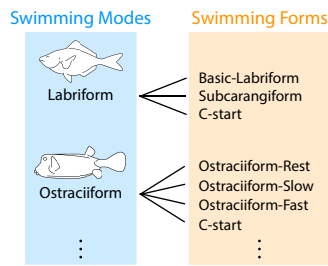 Swimming Modes
Swimming Forms
Labriform
Basic-Labriform
Subcarangiform
C-start
Ostraciiform
Ostraciiform-Rest
Ostraciiform-Slow
Ostraciiform-Fast
C-start